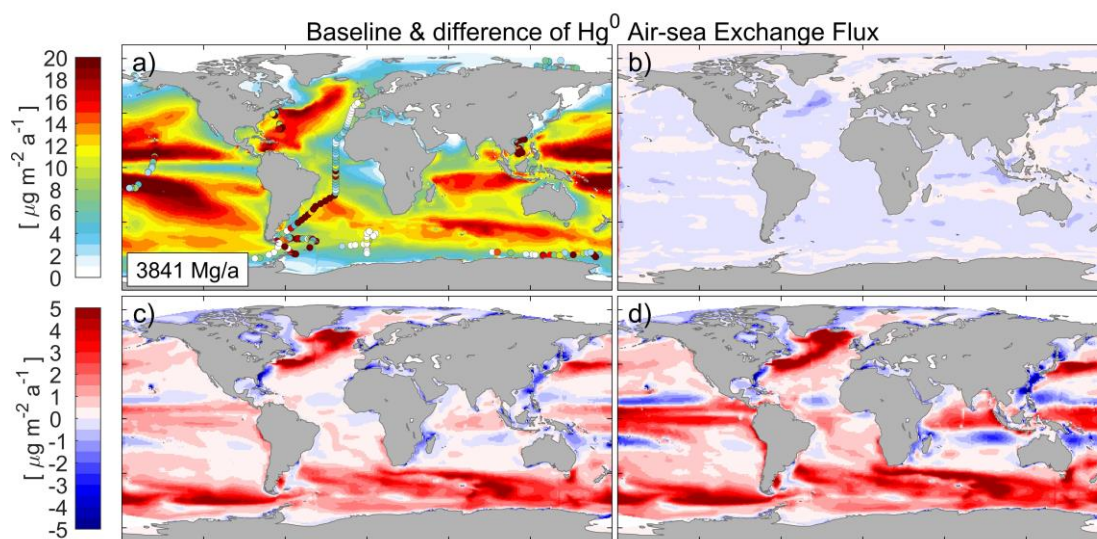 Baseline & difference of Hg⁰ Air-sea Exchange Flux
a)
b)
20
18
16
14
12
10
8
6
4
2
0
[ μg m⁻² a⁻¹ ]
3841 Mg/a
c)
d)
5
4
3
2
1
0
-1
-2
-3
-4
-5
[ μg m⁻² a⁻¹ ]